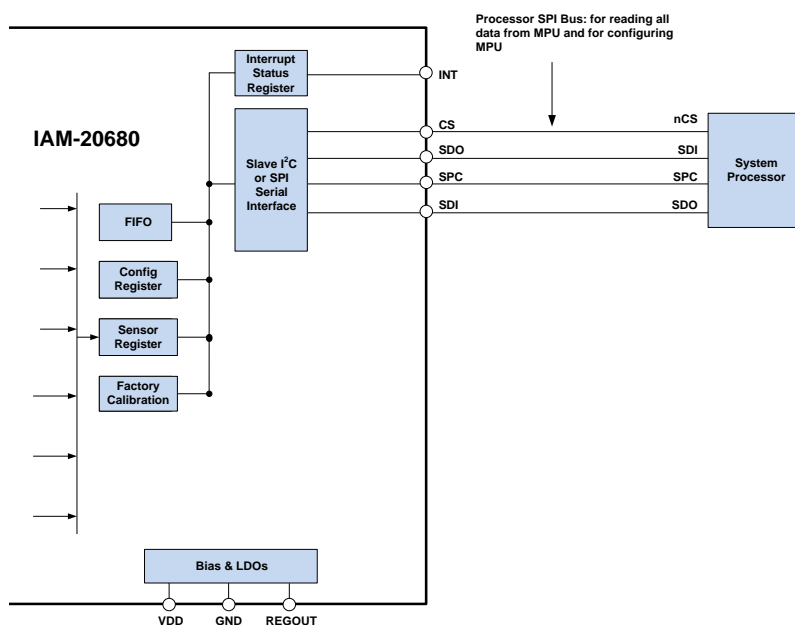 Processor SPI Bus: for reading all
data from MPU and for configuring
MPU
Interrupt
Status
Register
INT
CS
nCS
IAM-20680
Slave I²C
or SPI
Serial
Interface
SDO
SDI
System
Processor
SPC
SPC
SDI
SDO
FIFO
Config
Register
Sensor
Register
Factory
Calibration
Bias & LDOs
VDD
GND
REGOUT